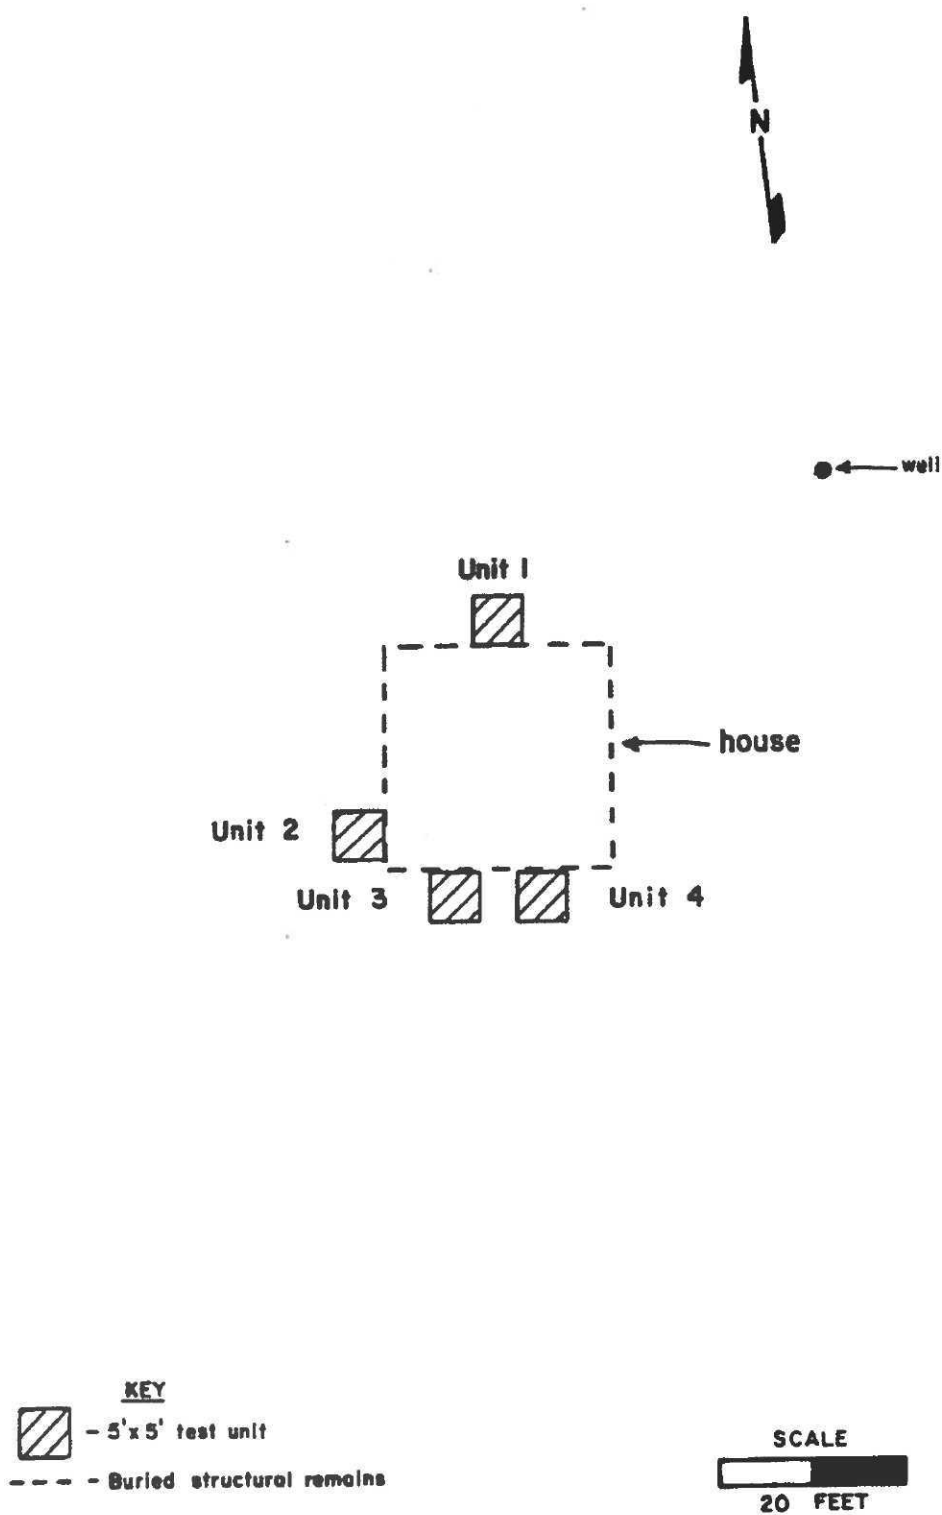 N
well
Unit 1
house
Unit 2
Unit 3
Unit 4
KEY
- 5'x 5' test unit
- Buried structural remains
SCALE
20 FEET